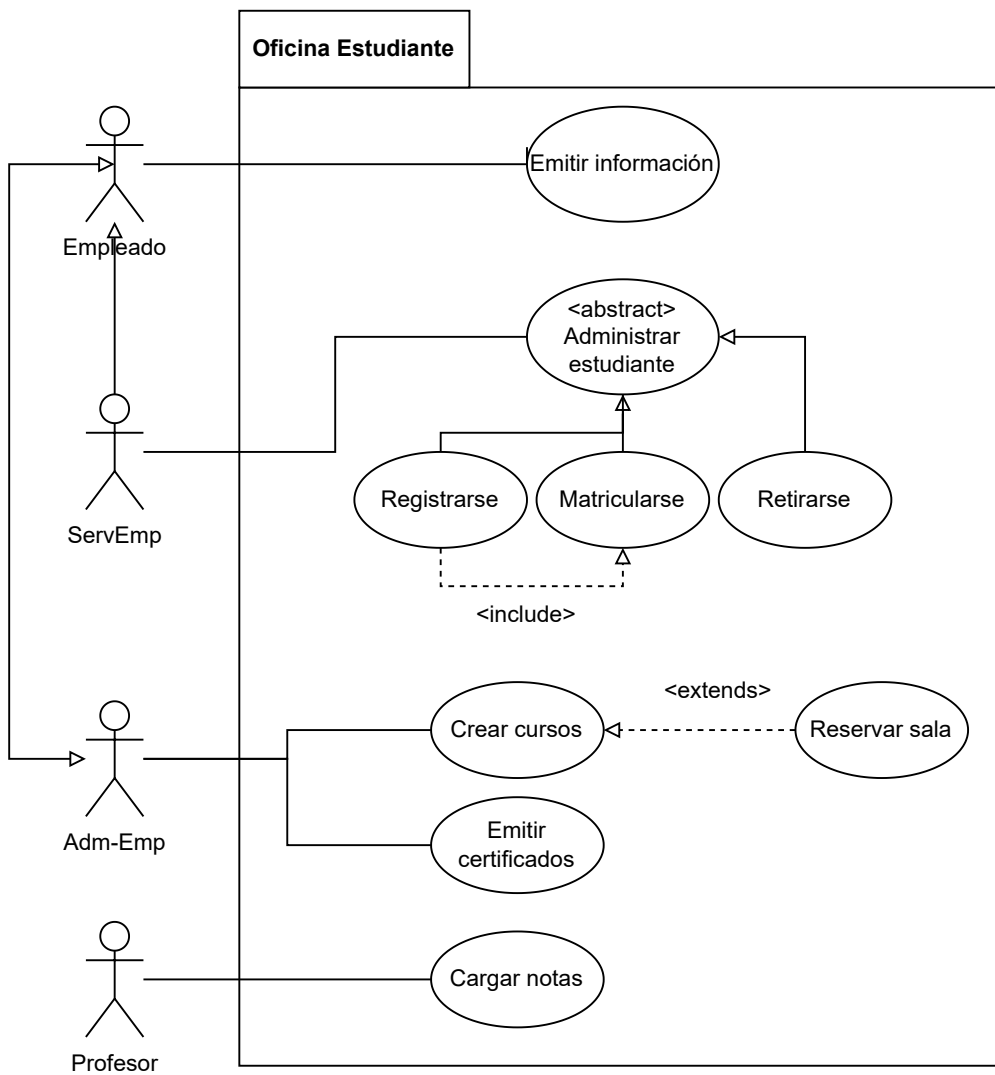 Oficina Estudiante
Emitir información
Empleado
<abstract>
Administrar
estudiante
Registrarse
Matricularse
Retirarse
ServEmp
<include>
<extends>
Crear cursos
Reservar sala
Adm-Emp
Emitir
certificados
Cargar notas
Profesor